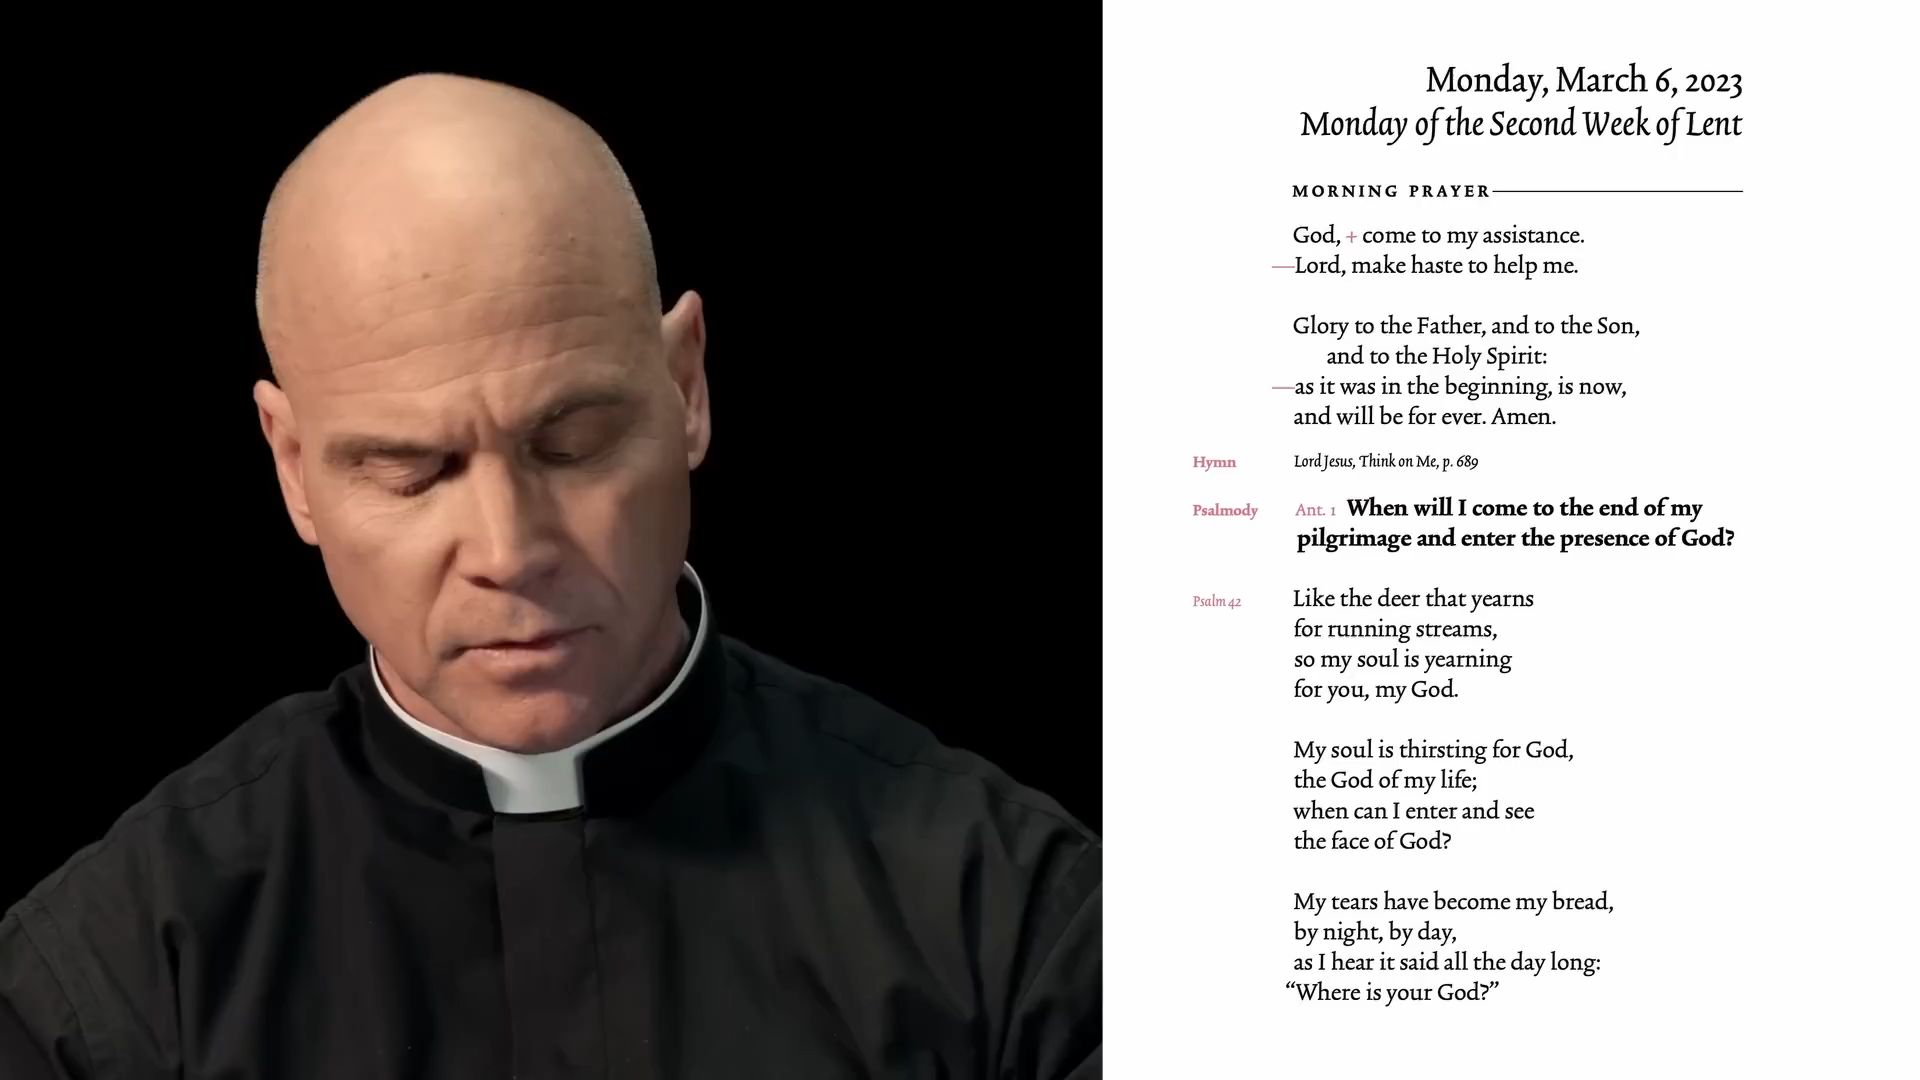 Monday, March 6, 2023
Monday of the Second Week of Lent
MORNING PRAYER
God, + come to my assistance.
—Lord, make haste to help me.
Glory to the Father, and to the Son,
and to the Holy Spirit:
—as it was in the beginning, is now,
and will be for ever. Amen.
Hymn Lord Jesus, Think on Me, p. 689
Psalmody Ant. 1 When will I come to the end of my
pilgrimage and enter the presence of God?
Psalm 42 Like the deer that yearns
for running streams,
so my soul is yearning
for you, my God.
My soul is thirsting for God,
the God of my life;
when can I enter and see
the face of God?
My tears have become my bread,
by night, by day,
as I hear it said all the day long:
“Where is your God?”